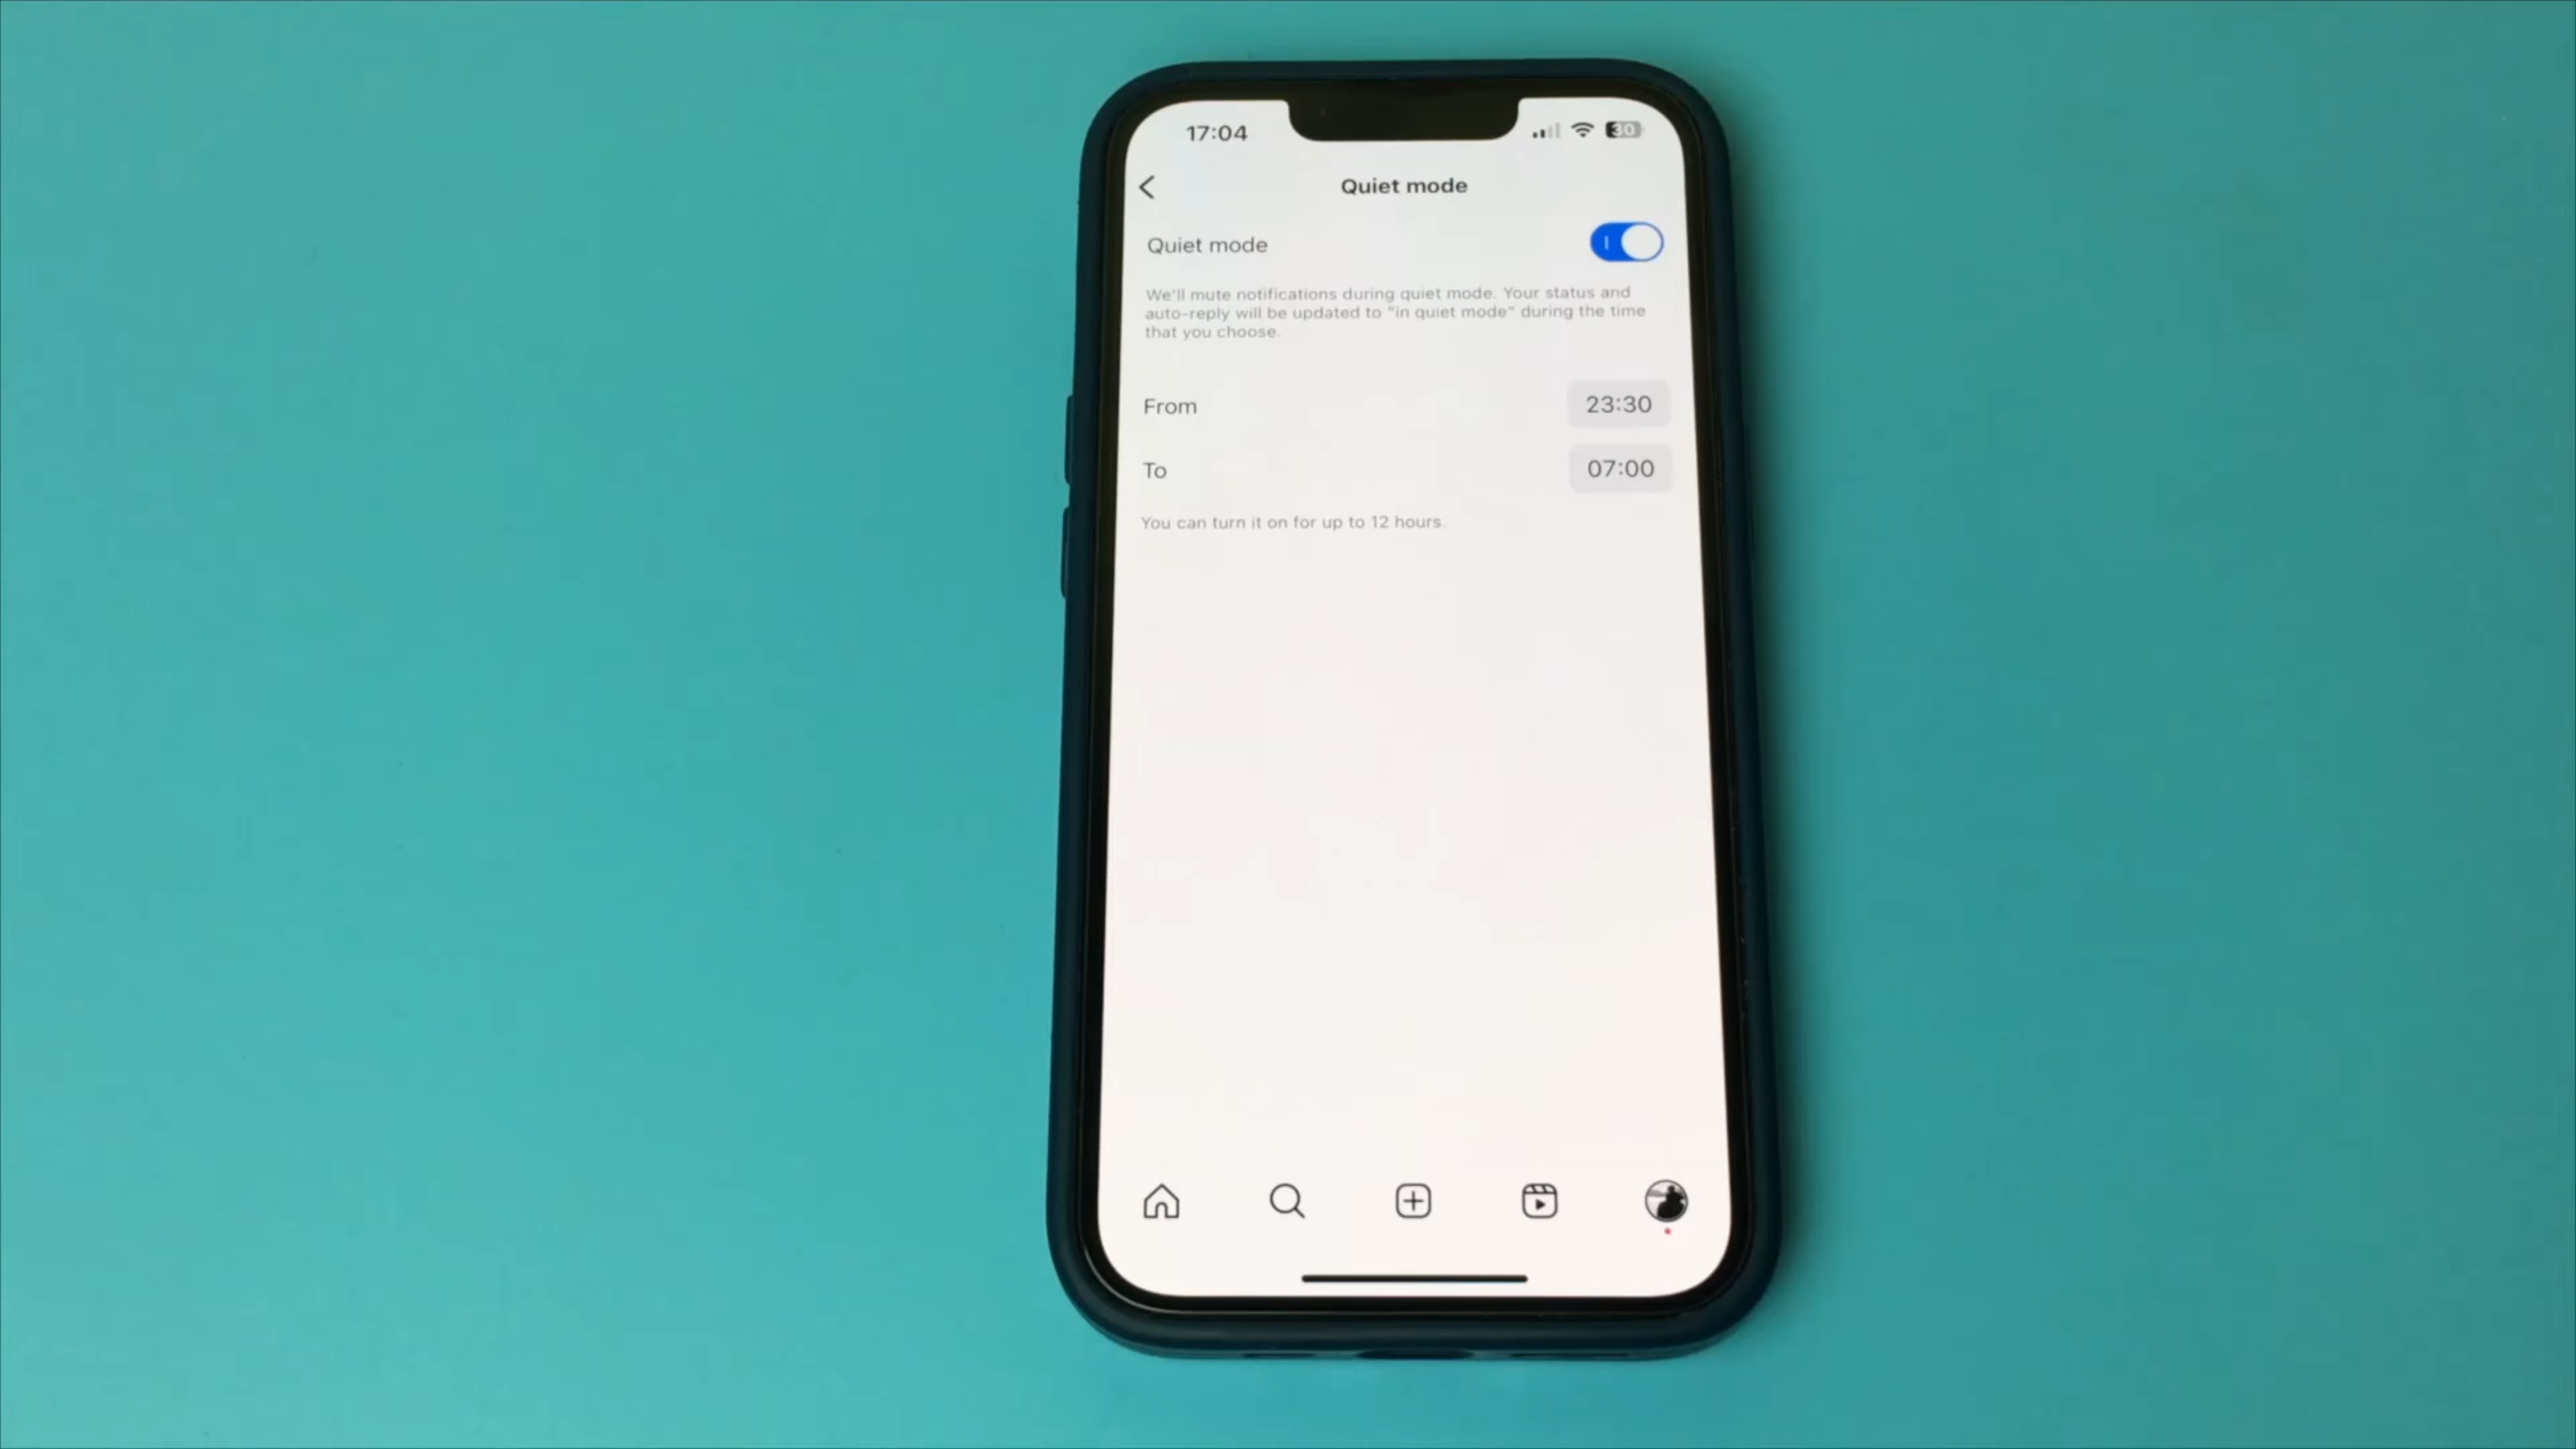 17:04
30
Quiet mode
Quiet mode
We'll mute notifications during quiet mode. Your status and
auto-reply will be updated to "in quiet mode" during the time
that you choose.
From
23:30
To
07:00
You can turn it on for up to 12 hours.